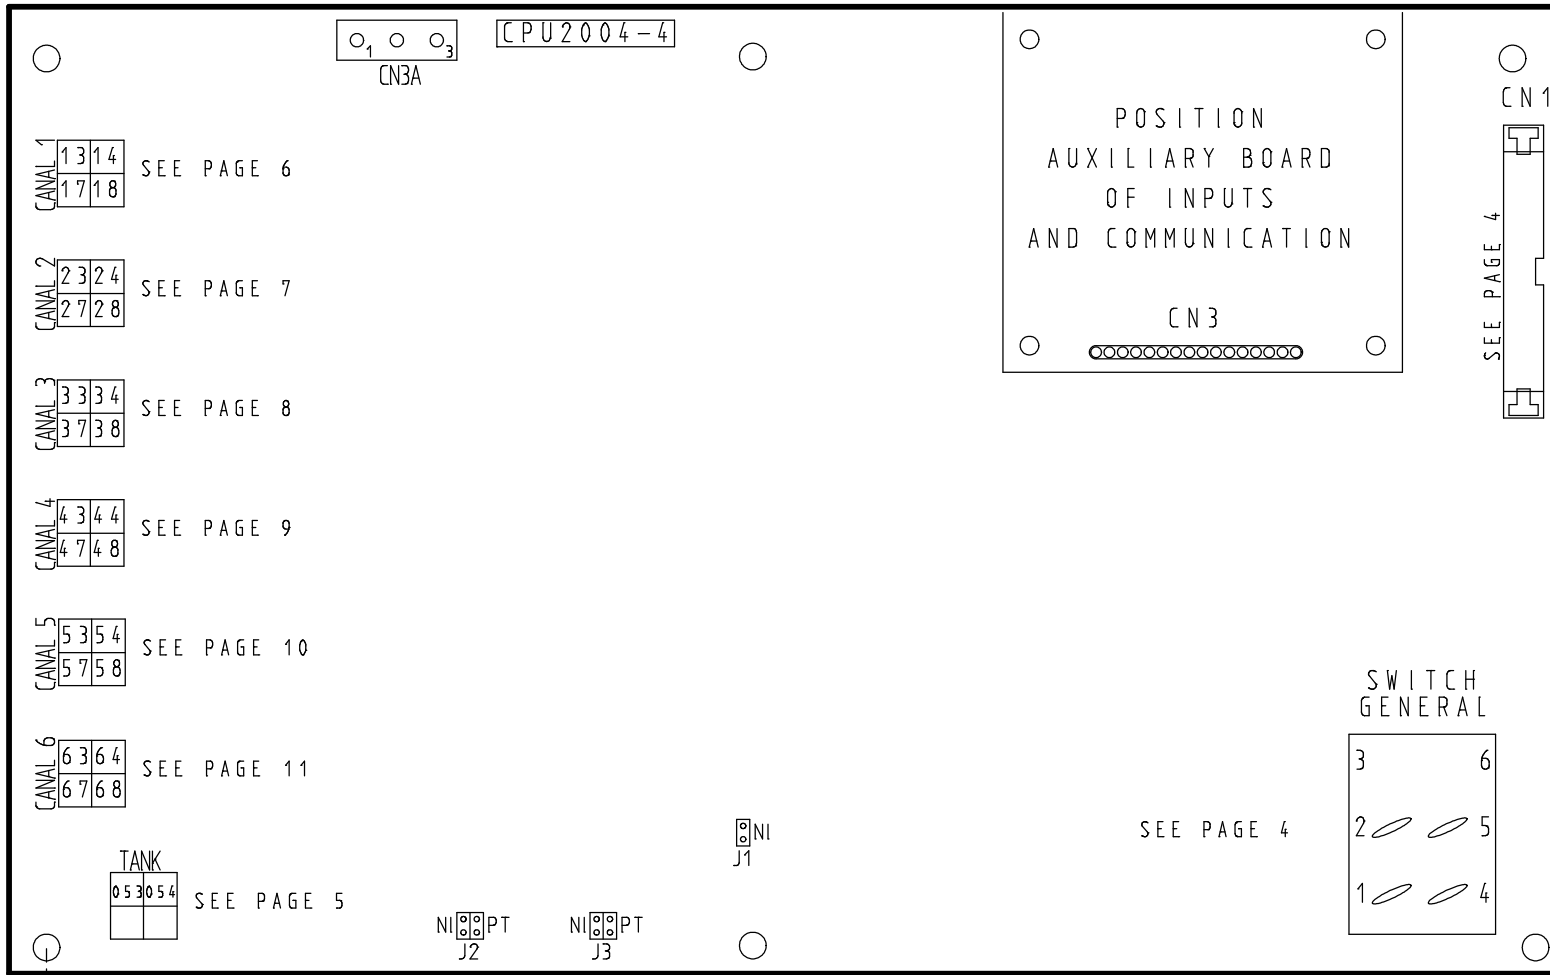 CPU2004-4
1 3
CN3A
CN1
POSITION
AUXILIARY BOARD
OF INPUTS
AND COMMUNICATION
CN3
SEE PAGE 4
CANAL 1
13 14
17 18
SEE PAGE 6
CANAL 2
23 24
27 28
SEE PAGE 7
CANAL 3
33 34
37 38
SEE PAGE 8
CANAL 4
43 44
47 48
SEE PAGE 9
CANAL 5
53 54
57 58
SEE PAGE 10
CANAL 6
63 64
67 68
SEE PAGE 11
TANK
053 054
SEE PAGE 5
NI PT
J2
NI PT
J3
NI
J1
SEE PAGE 4
SWITCH
GENERAL
3 6
2 5
1 4